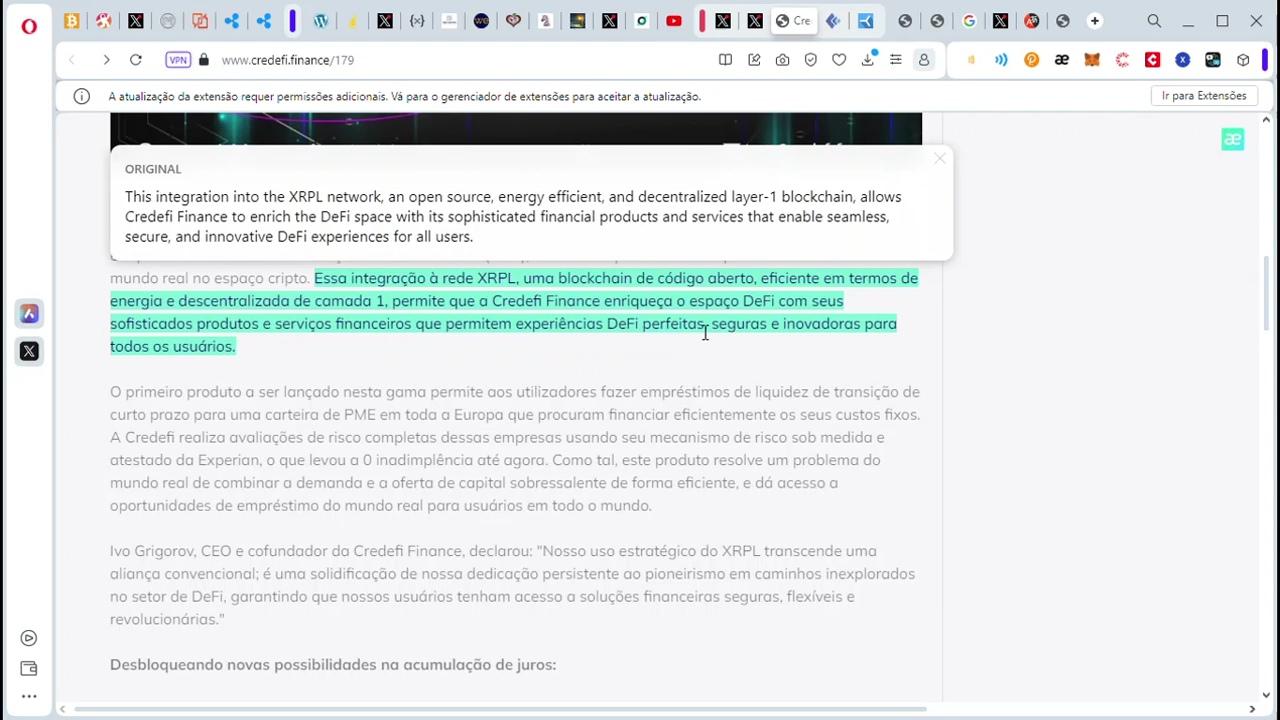 Cre
VPN
www.credefi.finance/179
A atualização da extensão requer permissões adicionais. Vá para o gerenciador de extensões para aceitar a atualização.
Ir para Extensões
ORIGINAL
This integration into the XRPL network, an open source, energy efficient, and decentralized layer-1 blockchain, allows
Credefi Finance to enrich the DeFi space with its sophisticated financial products and services that enable seamless,
secure, and innovative DeFi experiences for all users.
mundo real no espaço cripto. Essa integração à rede XRPL, uma blockchain de código aberto, eficiente em termos de
energia e descentralizada de camada 1, permite que a Credefi Finance enriqueça o espaço DeFi com seus
sofisticados produtos e serviços financeiros que permitem experiências DeFi perfeitas, seguras e inovadoras para
todos os usuários.
O primeiro produto a ser lançado nesta gama permite aos utilizadores fazer empréstimos de liquidez de transição de
curto prazo para uma carteira de PME em toda a Europa que procuram financiar eficientemente os seus custos fixos.
A Credefi realiza avaliações de risco completas dessas empresas usando seu mecanismo de risco sob medida e
atestado da Experian, o que levou a 0 inadimplência até agora. Como tal, este produto resolve um problema do
mundo real de combinar a demanda e a oferta de capital sobressalente de forma eficiente, e dá acesso a
oportunidades de empréstimo do mundo real para usuários em todo o mundo.
Ivo Grigorov, CEO e cofundador da Credefi Finance, declarou: "Nosso uso estratégico do XRPL transcende uma
aliança convencional; é uma solidificação de nossa dedicação persistente ao pioneirismo em caminhos inexplorados
no setor de DeFi, garantindo que nossos usuários tenham acesso a soluções financeiras seguras, flexíveis e
revolucionárias."
Desbloqueando novas possibilidades na acumulação de juros: